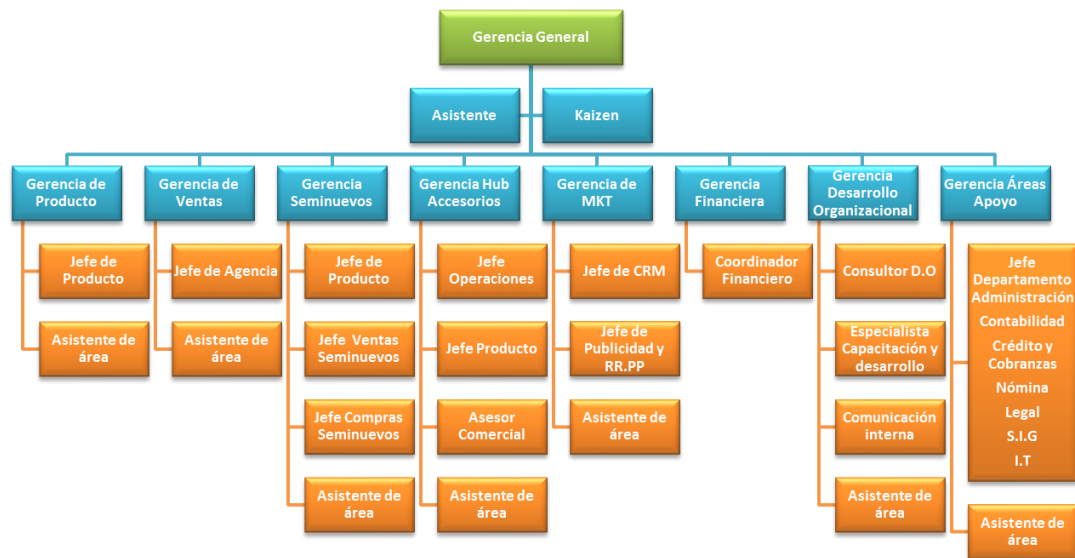 Gerencia General
Asistente
Kaizen
Gerencia de
Producto
Gerencia de
Ventas
Gerencia
Seminuevos
Gerencia Hub
Accesorios
Gerencia de
MKT
Gerencia
Financiera
Gerencia
Desarrollo
Organizacional
Gerencia Áreas
Apoyo
Jefe de
Producto
Asistente de
área
Jefe de Agencia
Asistente de
área
Jefe de
Producto
Jefe Ventas
Seminuevos
Jefe Compras
Seminuevos
Asistente de
área
Jefe
Operaciones
Jefe Producto
Asesor
Comercial
Asistente de
área
Jefe de CRM
Jefe de
Publicidad y
RR.PP
Asistente de
área
Coordinador
Financiero
Consultor D.O
Especialista
Capacitación y
desarrollo
Comunicación
interna
Asistente de
área
Jefe
Departamento
Administración
Contabilidad
Crédito y
Cobranzas
Nómina
Legal
S.I.G
I.T
Asistente de
área